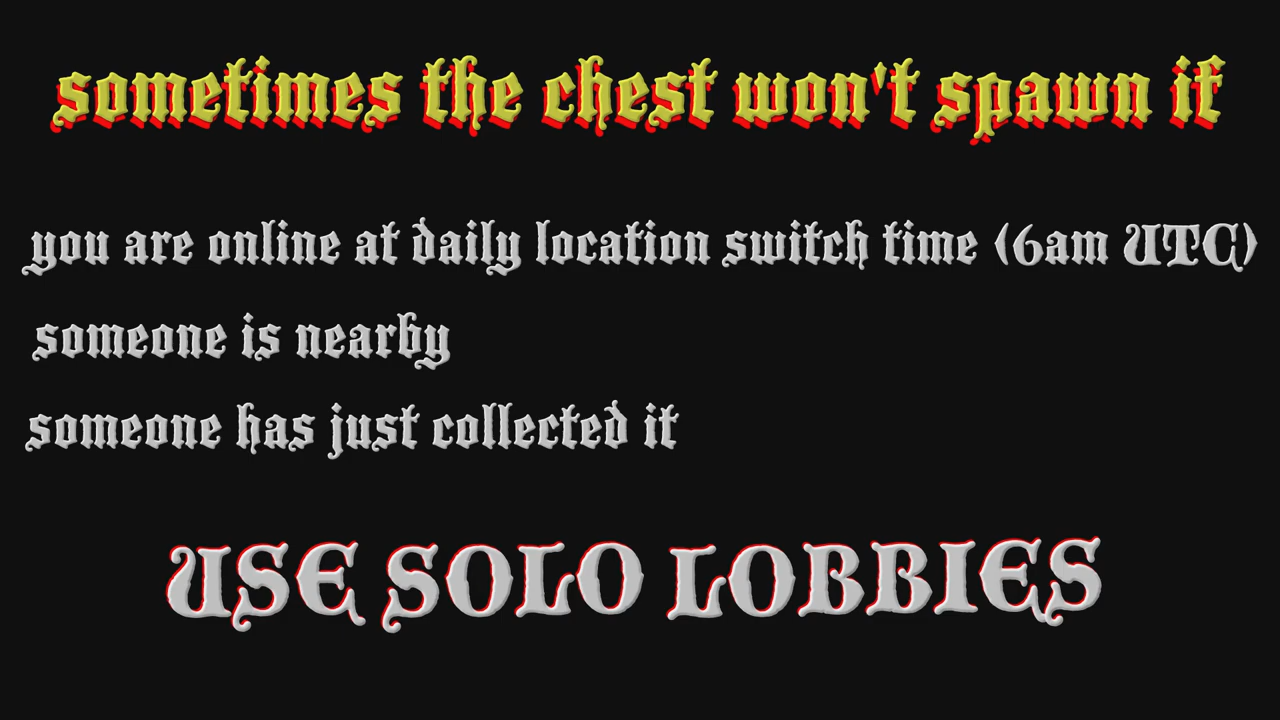 sometimes the chest won't spawn if
you are online at daily location switch time (6am UTC)
someone is nearby
someone has just collected it
USE SOLO LOBBIES